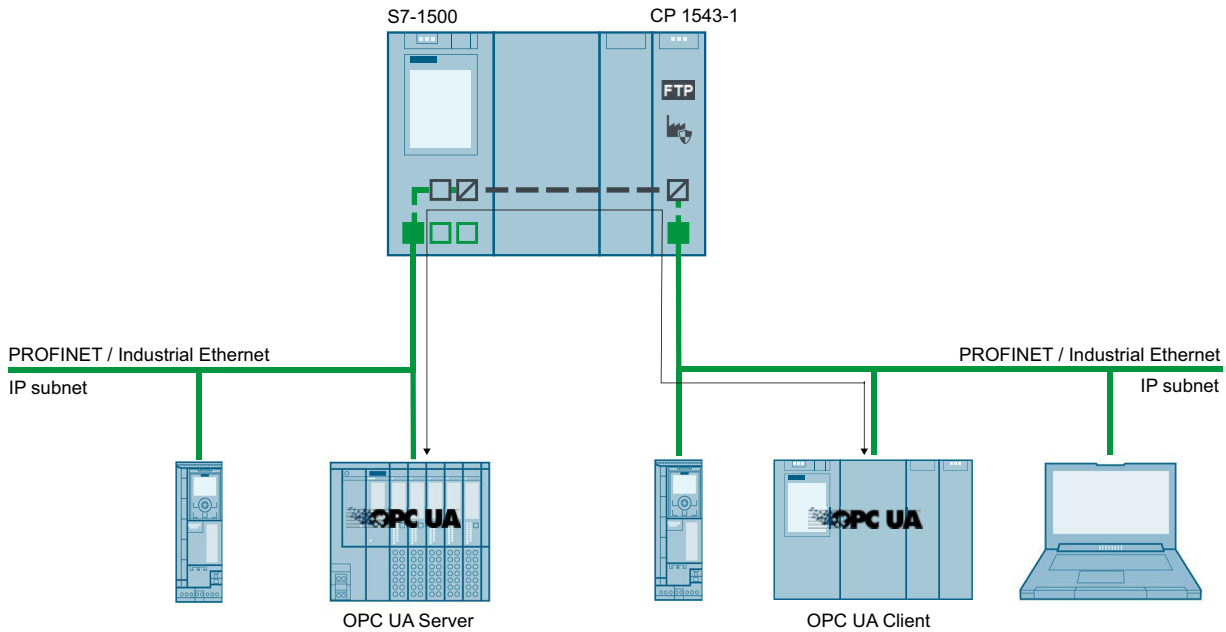 S7-1500
CP 1543-1
FTP
PROFINET / Industrial Ethernet
IP subnet
PROFINET / Industrial Ethernet
IP subnet
OPC UA
OPC UA
OPC UA Server
OPC UA Client